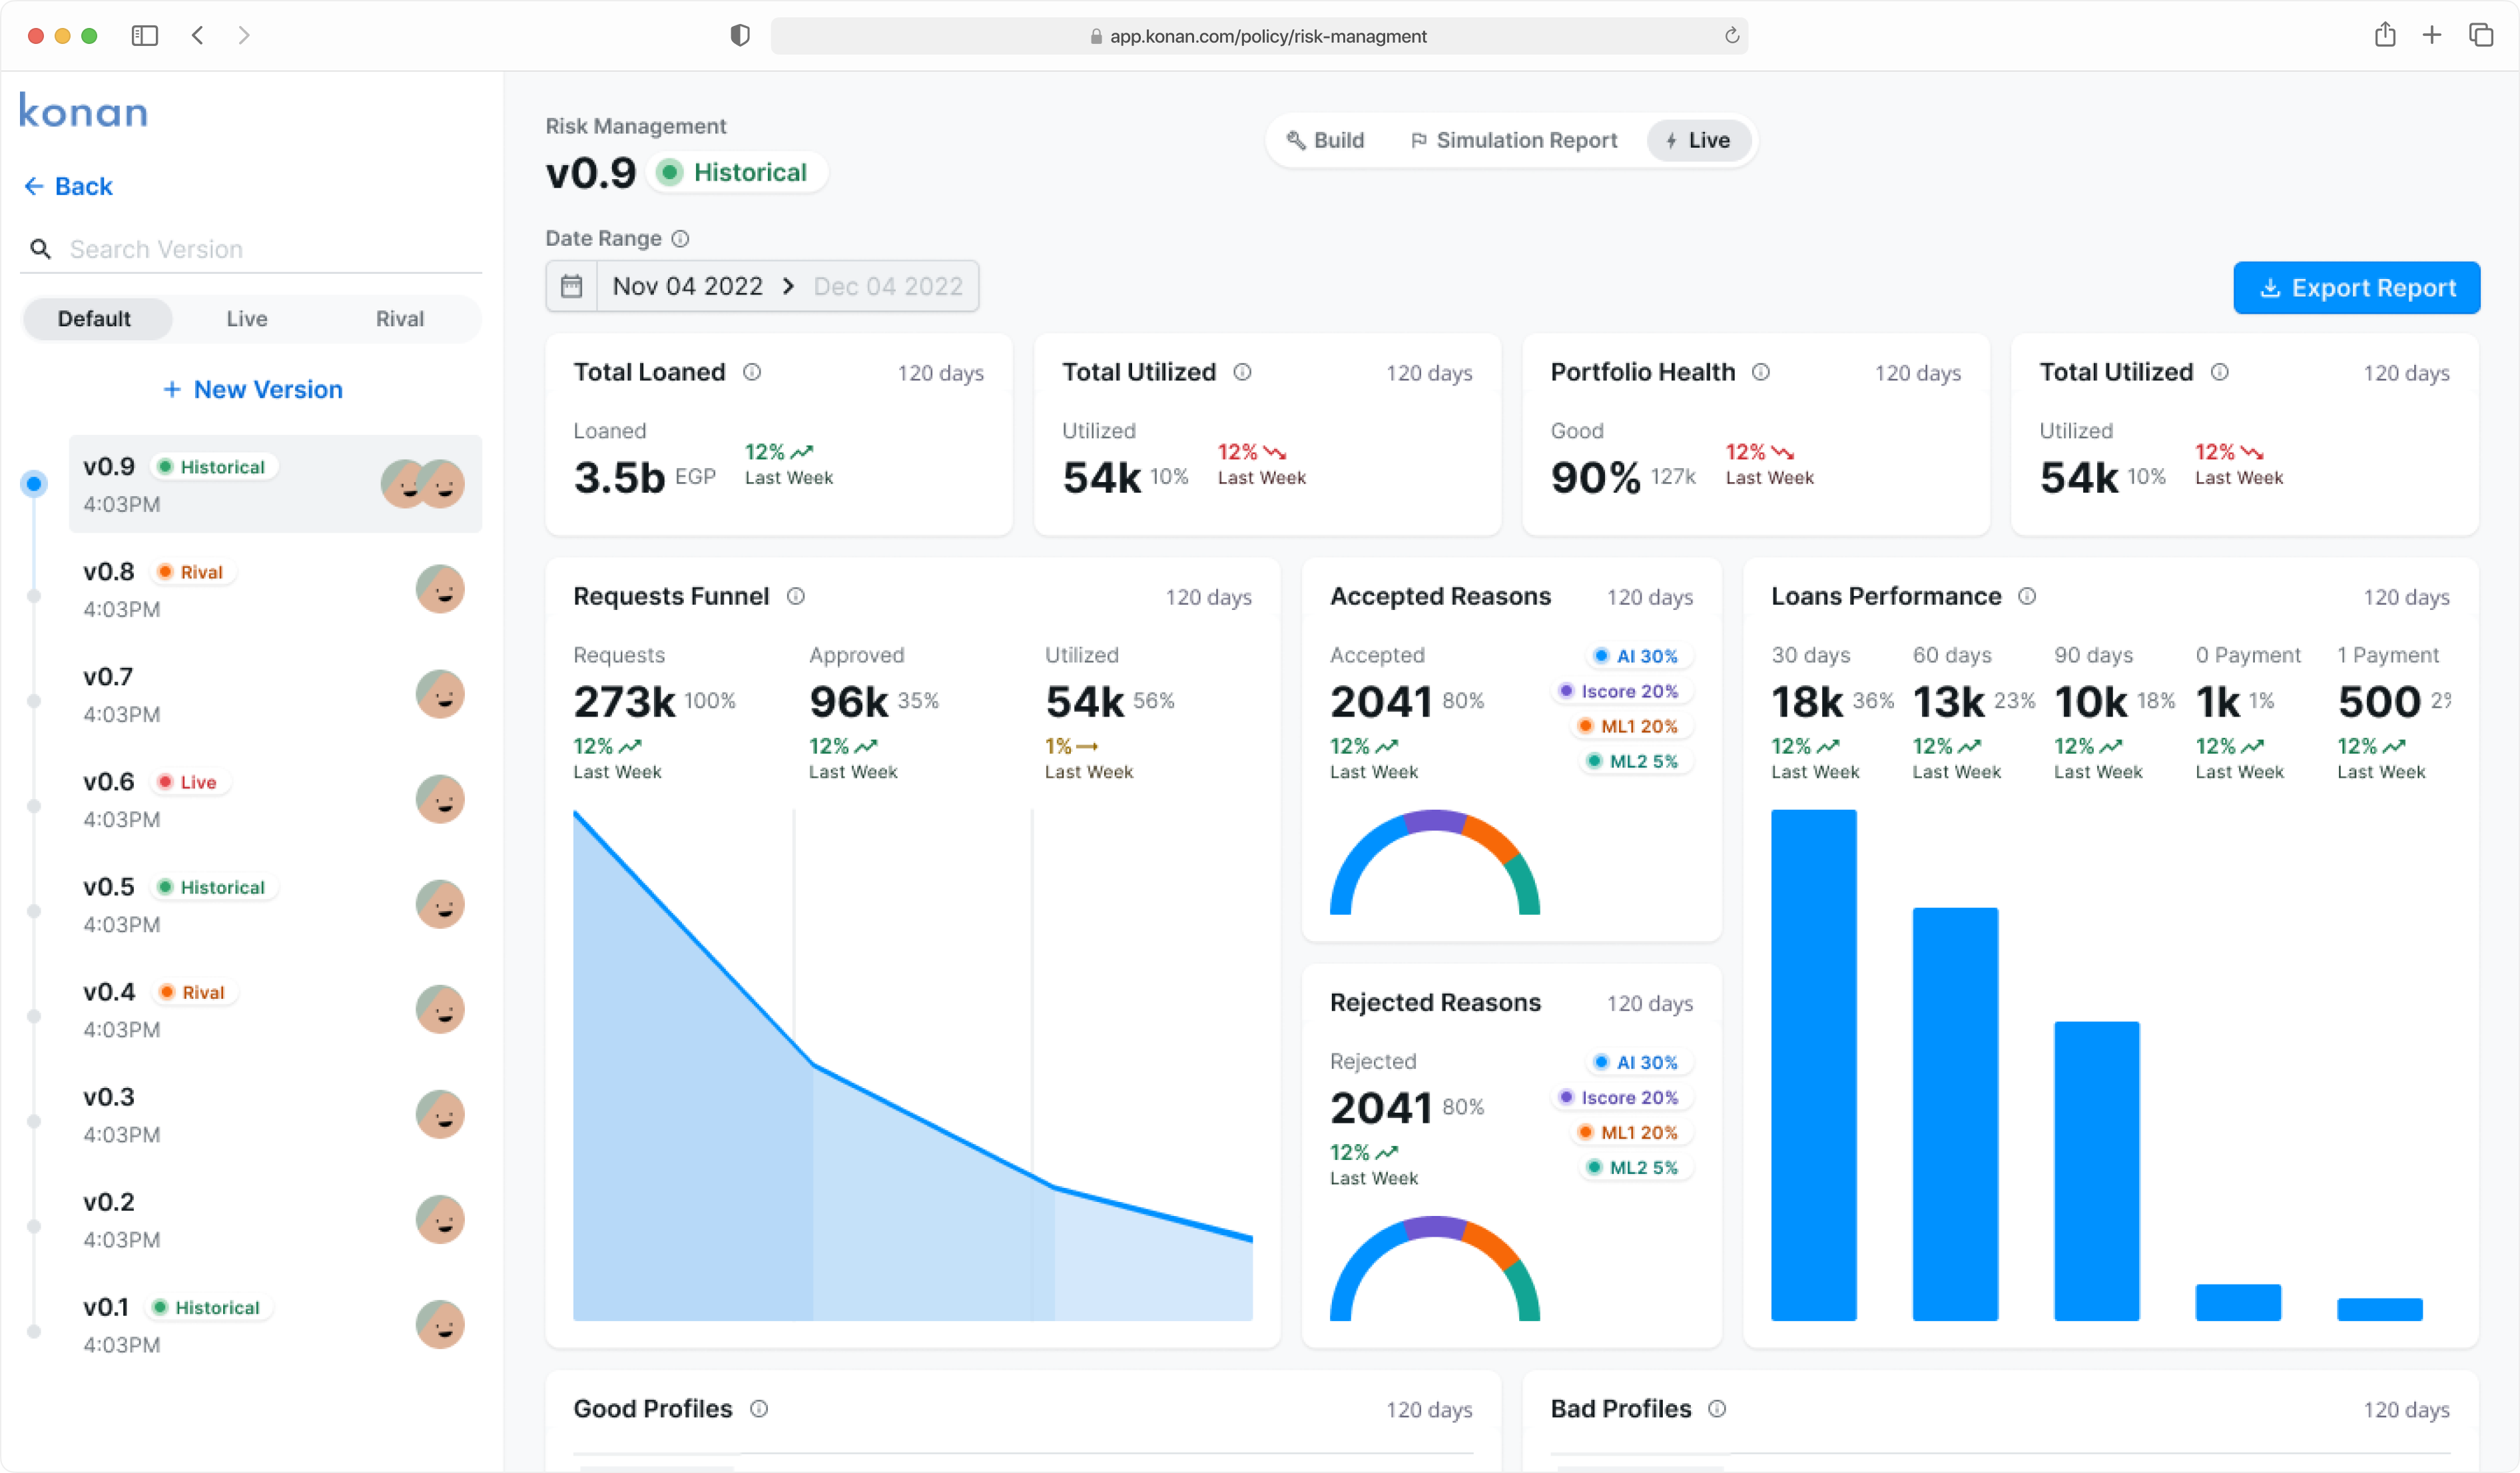 app.konan.com/policy/risk-managment
konan
Back
Search Version
Default Live Rival
+ New Version
v0.9 Historical
4:03PM
v0.8 Rival
4:03PM
v0.7
4:03PM
v0.6 Live
4:03PM
v0.5 Historical
4:03PM
v0.4 Rival
4:03PM
v0.3
4:03PM
v0.2
4:03PM
v0.1 Historical
4:03PM
Risk Management
v0.9 Historical
Build Simulation Report Live
Date Range
Nov 04 2022 > Dec 04 2022
Export Report
Total Loaned 120 days
Loaned
3.5b EGP
12%
Last Week
Total Utilized 120 days
Utilized
54k 10%
12%
Last Week
Portfolio Health 120 days
Good
90% 127k
12%
Last Week
Total Utilized 120 days
Utilized
54k 10%
12%
Last Week
Requests Funnel 120 days
Requests Approved Utilized
273k 100% 96k 35% 54k 56%
12% 12% 1%
Last Week Last Week Last Week
Accepted Reasons 120 days
Accepted
2041 80%
12%
Last Week
AI 30%
Iscore 20%
ML1 20%
ML2 5%
Rejected Reasons 120 days
Rejected
2041 80%
12%
Last Week
AI 30%
Iscore 20%
ML1 20%
ML2 5%
Loans Performance 120 days
30 days 60 days 90 days 0 Payment 1 Payment
18k 36% 13k 23% 10k 18% 1k 1% 500
12% 12% 12% 12% 12%
Last Week Last Week Last Week Last Week Last Week
Good Profiles 120 days
Bad Profiles 120 days